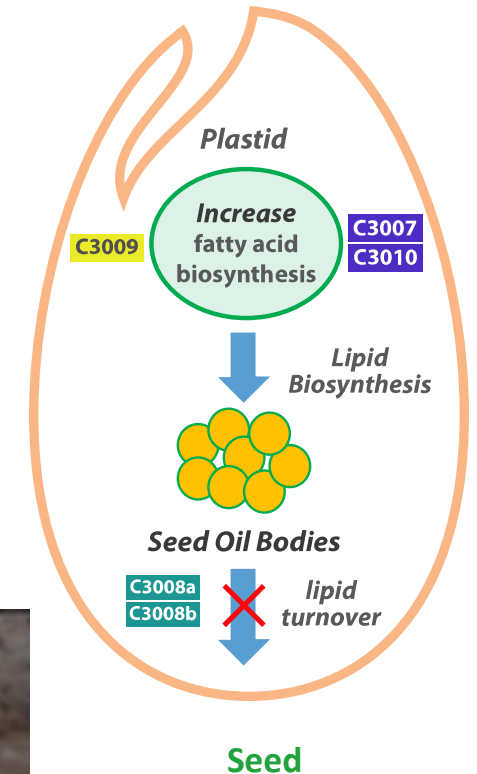 Plastid
Increase
fatty acid
biosynthesis
C3009
C3007
C3010
Lipid
Biosynthesis
Seed Oil Bodies
C3008a
C3008b
lipid
turnover
Seed